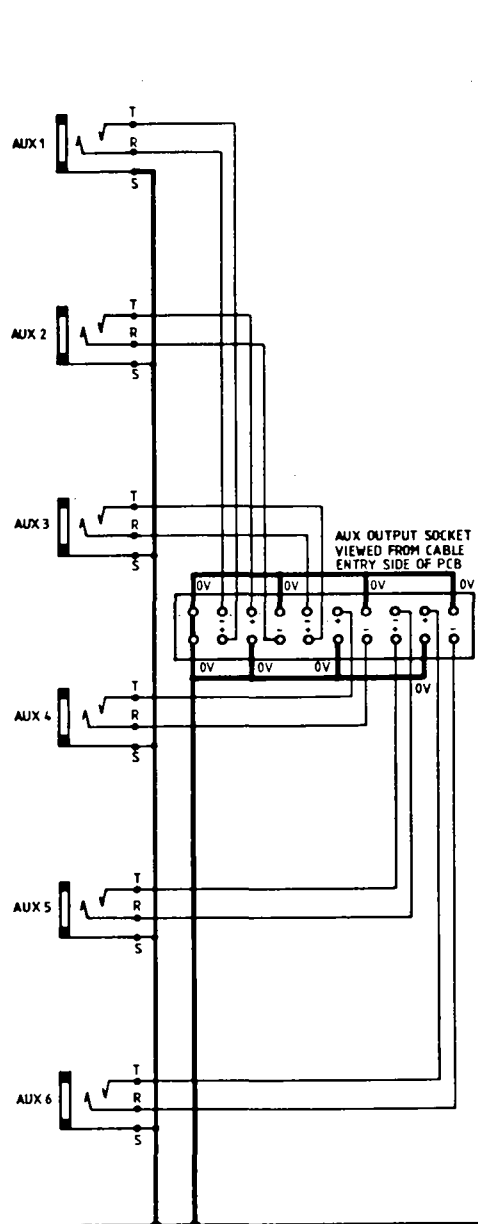 T
AUX 1
R
S
T
AUX 2
R
S
T
AUX 3
R
S
AUX OUTPUT SOCKET
VIEWED FROM CABLE
ENTRY SIDE OF PCB
0V 0V 0V 0V
- + - + - + -
+ - + - + -
0V 0V 0V 0V
T
AUX 4
R
S
T
AUX 5
R
S
T
AUX 6
R
S